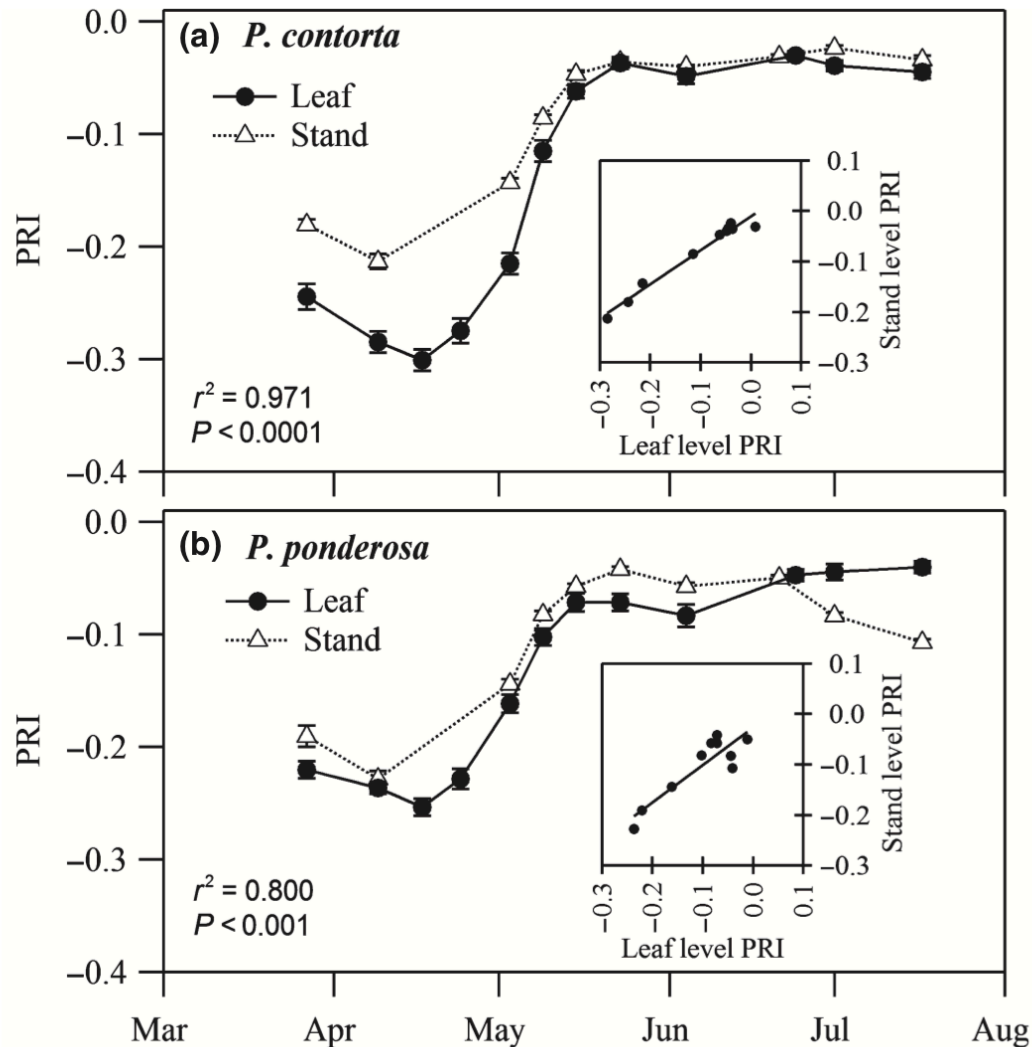 (a) P. contorta
Leaf
Stand
PRI
0.0
−0.1
−0.2
−0.3
−0.4
r² = 0.971
P < 0.0001
0.1
0.0
−0.1
−0.2
−0.3
Stand level PRI
−0.3
−0.2
−0.1
0.0
0.1
Leaf level PRI
(b) P. ponderosa
Leaf
Stand
PRI
0.0
−0.1
−0.2
−0.3
−0.4
r² = 0.800
P < 0.001
0.1
0.0
−0.1
−0.2
−0.3
Stand level PRI
−0.3
−0.2
−0.1
0.0
0.1
Leaf level PRI
Mar Apr May Jun Jul Aug